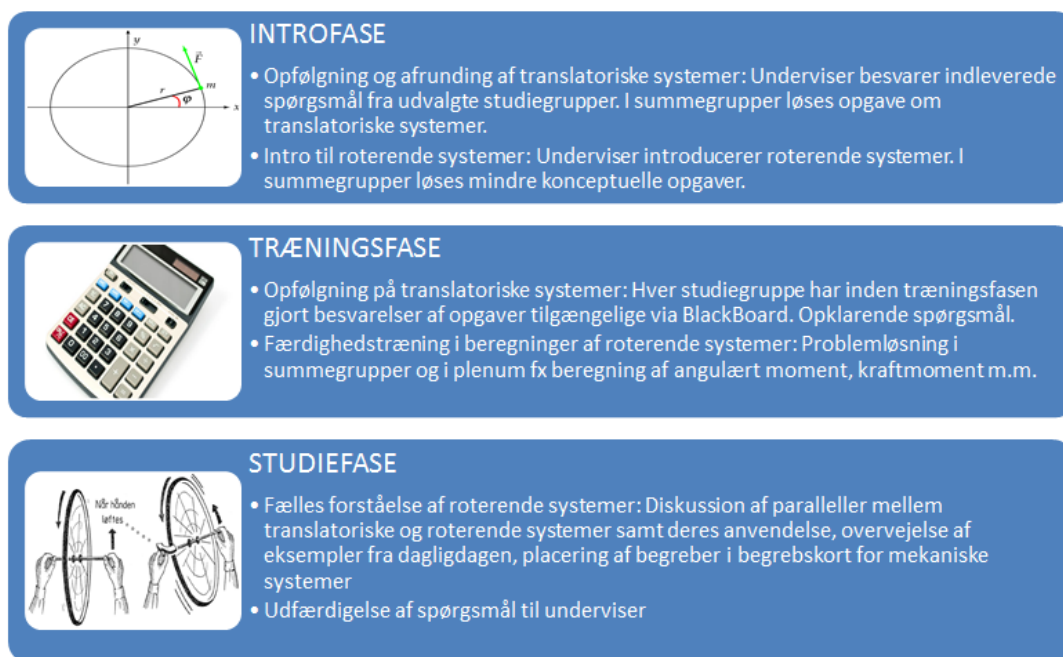 INTROFASE
• Opfølgning og afrunding af translatoriske systemer: Underviser besvarer indleverede
spørgsmål fra udvalgte studiegrupper. I summegrupper løses opgave om
translatoriske systemer.
• Intro til roterende systemer: Underviser introducerer roterende systemer. I
summegrupper løses mindre konceptuelle opgaver.
y
F
r
m
φ
x
TRÆNINGSFASE
• Opfølgning på translatoriske systemer: Hver studiegruppe har inden træningsfasen
gjort besvarelser af opgaver tilgængelige via BlackBoard. Opklarende spørgsmål.
• Færdighedstræning i beregninger af roterende systemer: Problemløsning i
summegrupper og i plenum fx beregning af angulært moment, kraftmoment m.m.
STUDIEFASE
• Fælles forståelse af roterende systemer: Diskussion af paralleller mellem
translatoriske og roterende systemer samt deres anvendelse, overvejelse af
eksempler fra dagligdagen, placering af begreber i begrebskort for mekaniske
systemer
• Udfærdigelse af spørgsmål til underviser
Når hånden
løftes